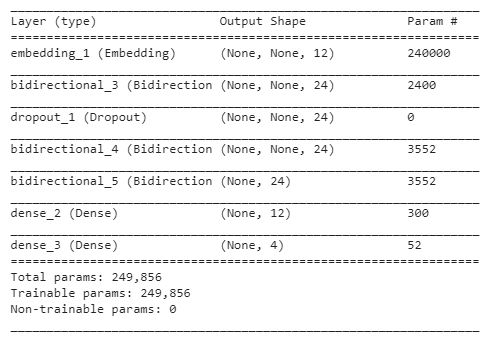 Layer (type) Output Shape Param #
embedding_1 (Embedding) (None, None, 12) 240000
bidirectional_3 (Bidirection (None, None, 24) 2400
dropout_1 (Dropout) (None, None, 24) 0
bidirectional_4 (Bidirection (None, None, 24) 3552
bidirectional_5 (Bidirection (None, 24) 3552
dense_2 (Dense) (None, 12) 300
dense_3 (Dense) (None, 4) 52
Total params: 249,856
Trainable params: 249,856
Non-trainable params: 0